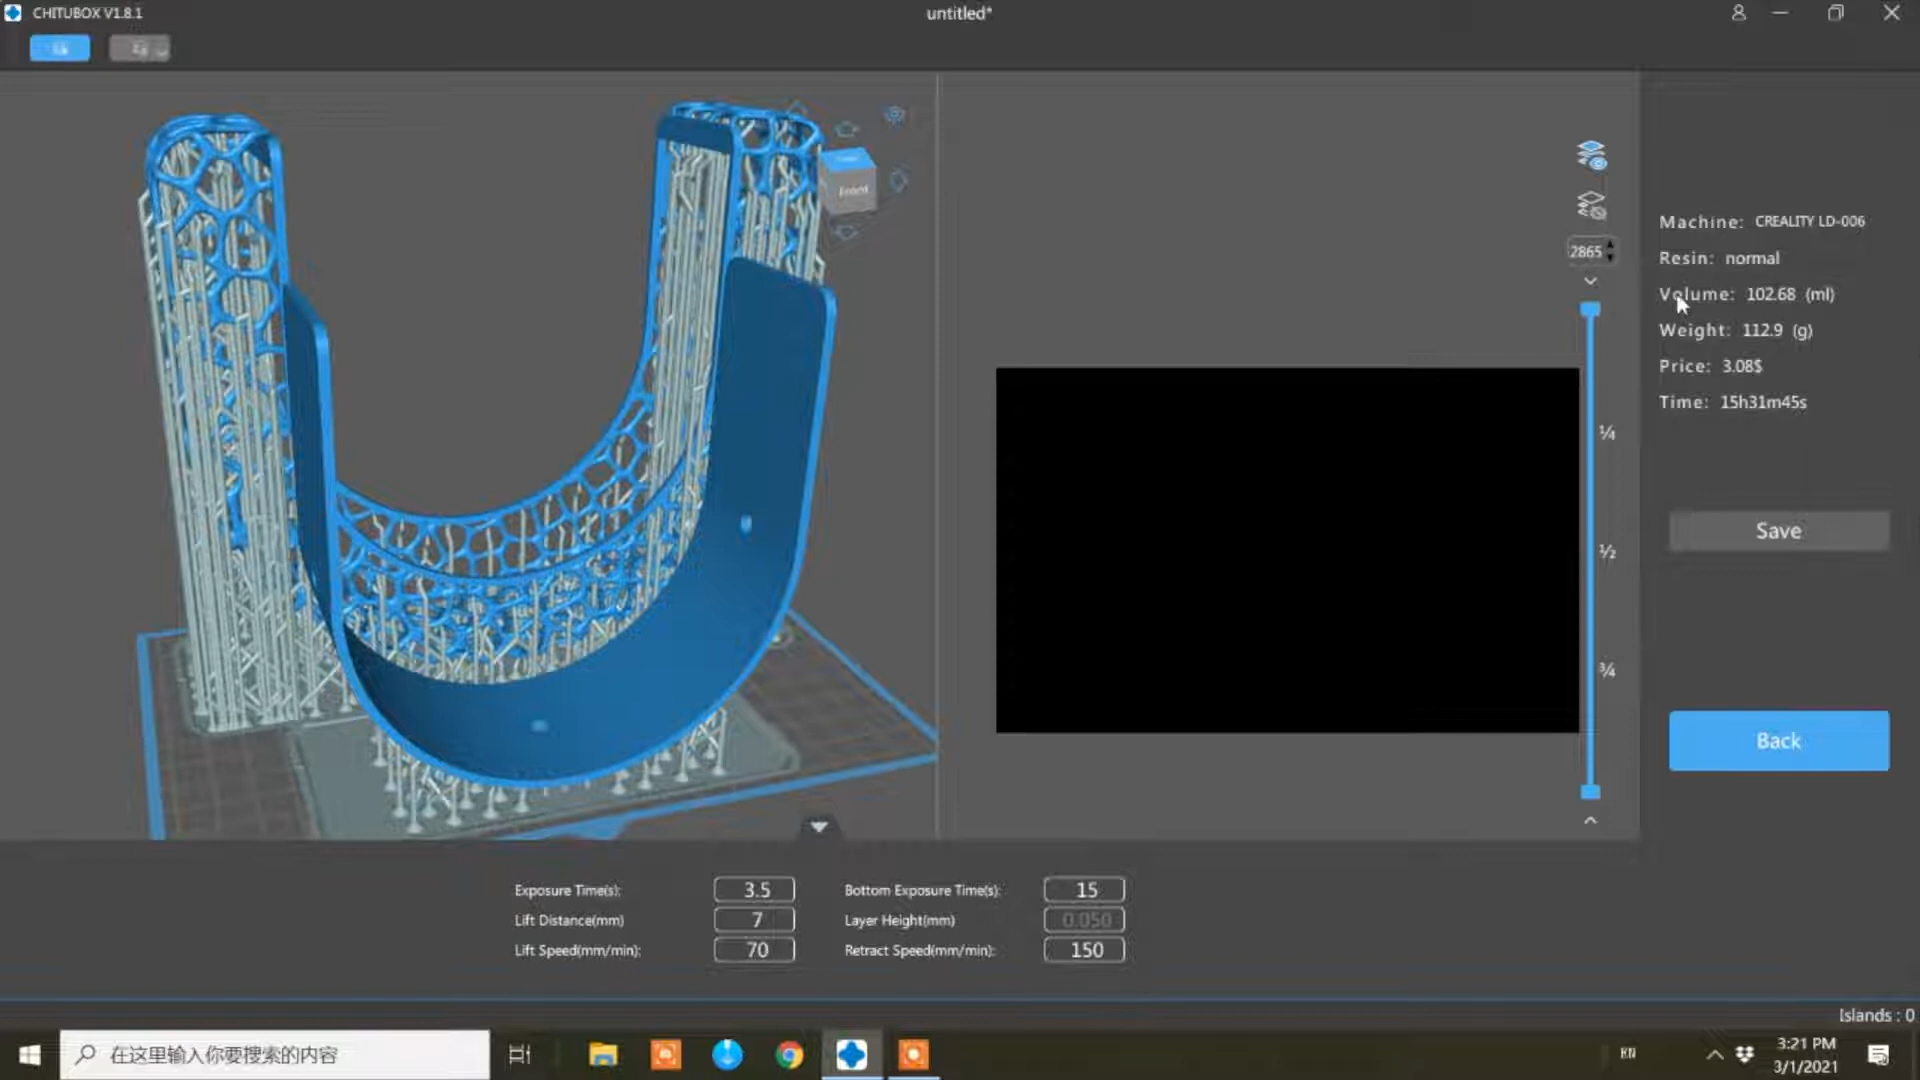 CHITUBOX V1.8.1
untitled*
Front
2865
¼
½
¾
Machine: CREALITY LD-006
Resin: normal
Volume: 102.68 (ml)
Weight: 112.9 (g)
Price: 3.08$
Time: 15h31m45s
Save
Back
Exposure Time(s): 3.5 Bottom Exposure Time(s): 15
Lift Distance(mm) 7 Layer Height(mm) 0.050
Lift Speed(mm/min): 70 Retract Speed(mm/min): 150
Islands : 0
在这里输入你要搜索的内容
EN
3:21 PM
3/1/2021